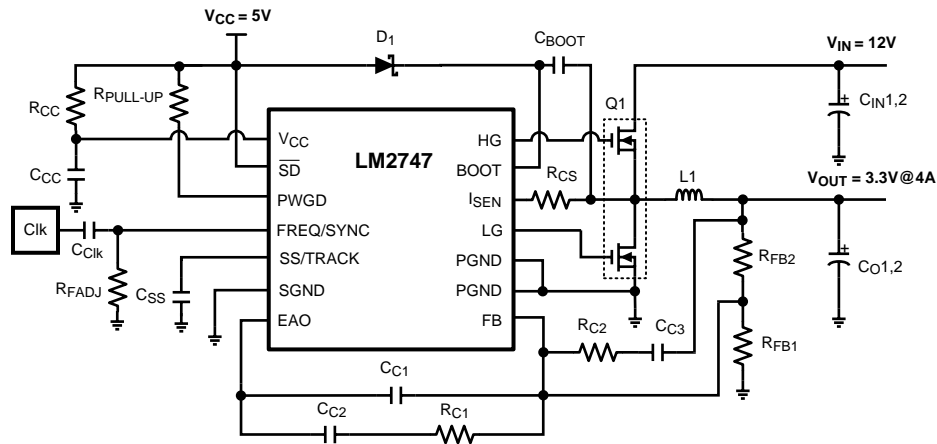 VCC = 5V
D1
CBOOT
VIN = 12V
RCC
RPULL-UP
Q1
CIN1,2
+
VCC
LM2747
HG
CCC
SD
BOOT
RCS
L1
VOUT = 3.3V@4A
PWGD
ISEN
Clk
CClk
FREQ/SYNC
LG
RFB2
CO1,2
+
RFADJ
CSS
SS/TRACK
PGND
SGND
PGND
EAO
FB
RC2
CC3
RFB1
CC1
CC2
RC1